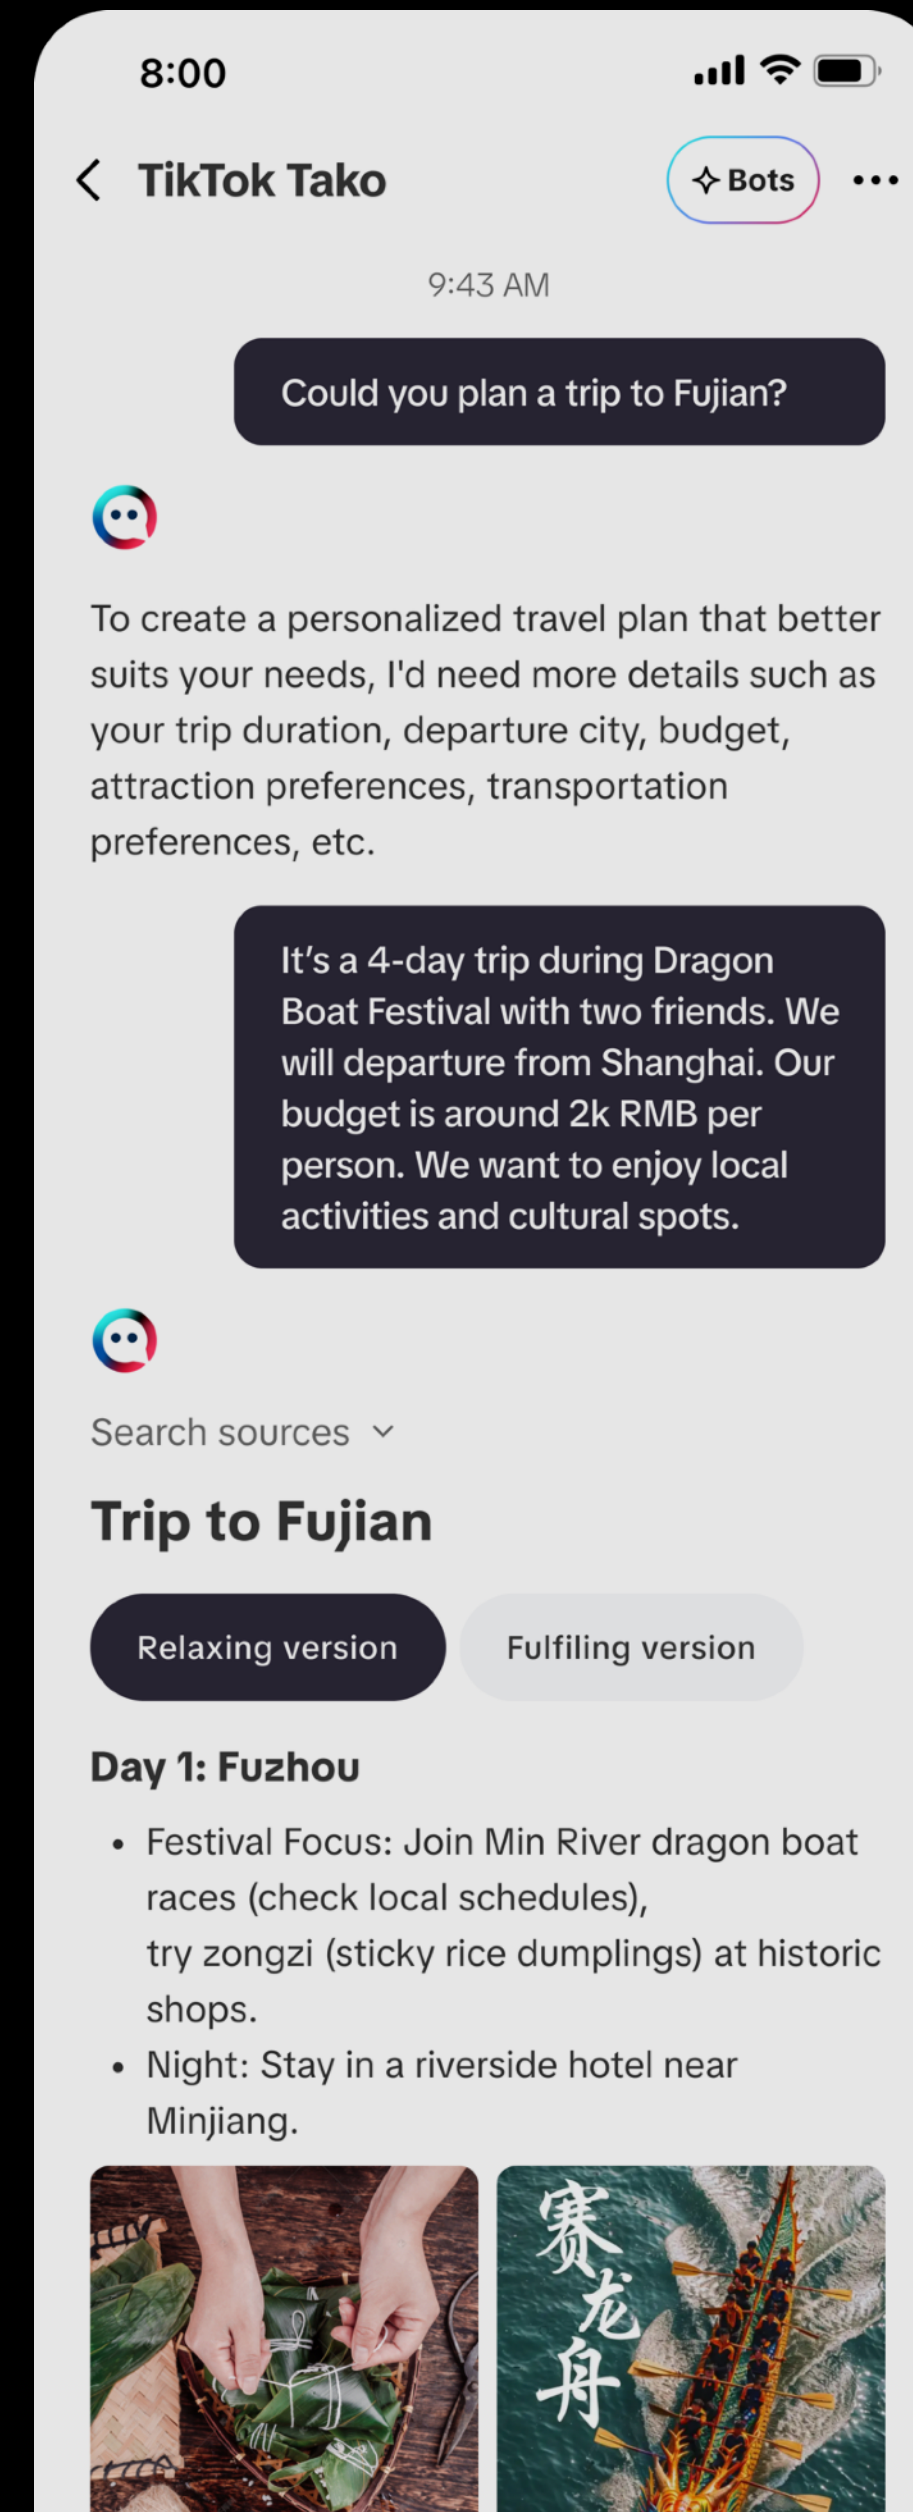 8:00
TikTok Tako
Bots
9:43 AM
Could you plan a trip to Fujian?
To create a personalized travel plan that better
suits your needs, I'd need more details such as
your trip duration, departure city, budget,
attraction preferences, transportation
preferences, etc.
It’s a 4-day trip during Dragon
Boat Festival with two friends. We
will departure from Shanghai. Our
budget is around 2k RMB per
person. We want to enjoy local
activities and cultural spots.
Search sources
Trip to Fujian
Relaxing version
Fulfiling version
Day 1: Fuzhou
• Festival Focus: Join Min River dragon boat
races (check local schedules),
try zongzi (sticky rice dumplings) at historic
shops.
• Night: Stay in a riverside hotel near
Minjiang.
赛龙舟